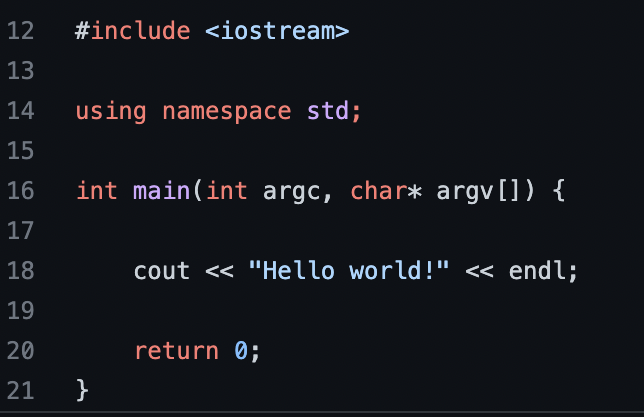 12 #include <iostream>
13
14 using namespace std;
15
16 int main(int argc, char* argv[]) {
17
18     cout << "Hello world!" << endl;
19
20     return 0;
21 }